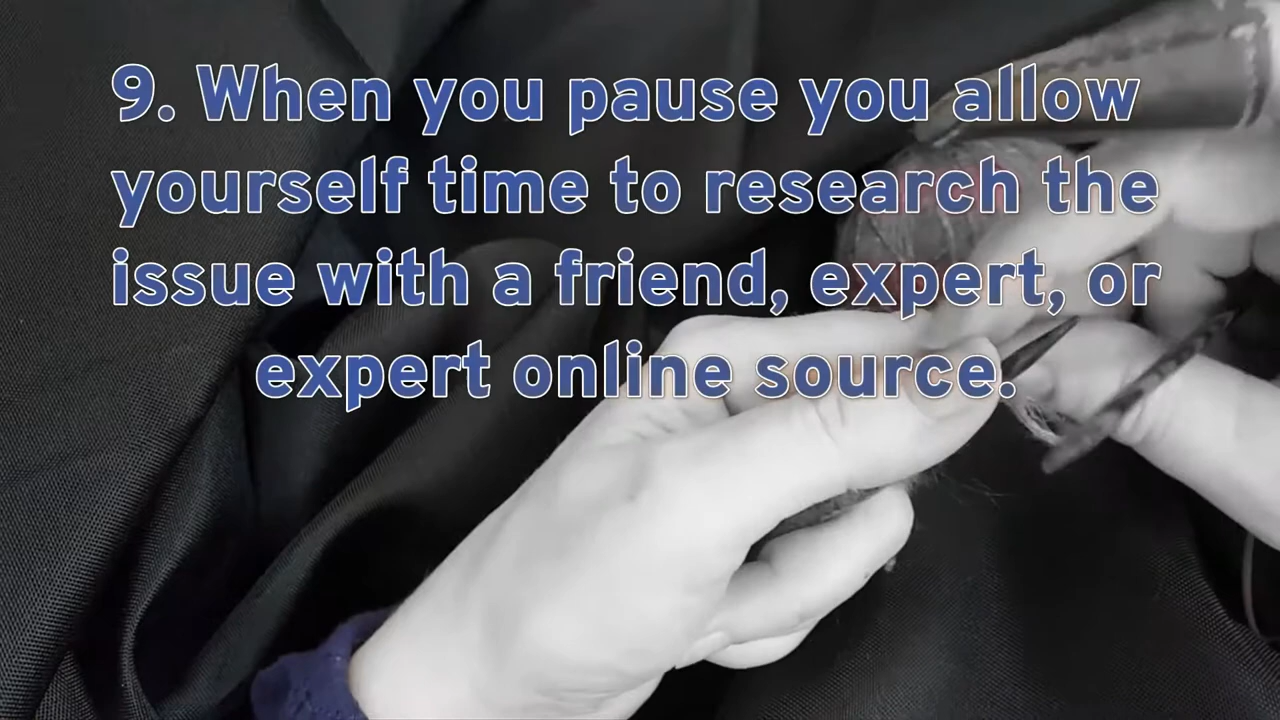 9. When you pause you allow
yourself time to research the
issue with a friend, expert, or
expert online source.